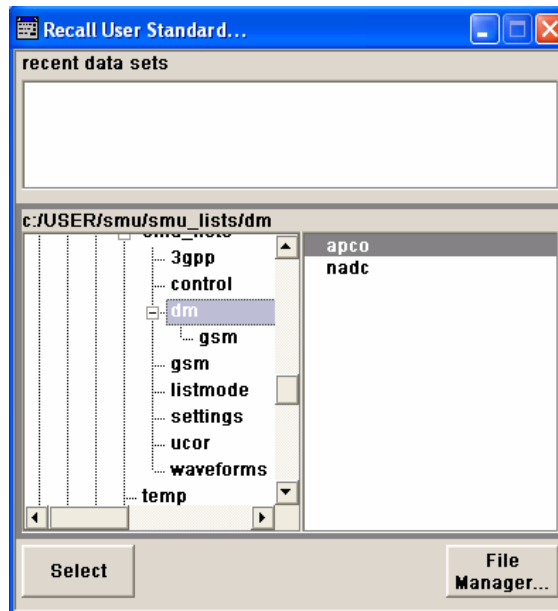 Recall User Standard...
recent data sets
c:/USER/smu/smu_lists/dm
smu_lists
3gpp
control
dm
gsm
gsm
listmode
settings
ucor
waveforms
temp
apco
nadc
Select
File
Manager...